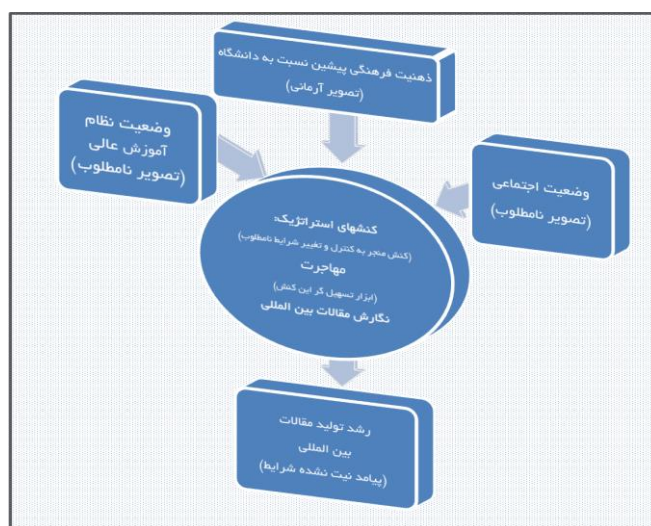 ذهنیت فرهنگی پیشین نسبت به دانشگاه
(تصویر آرمانی)
وضعیت نظام
آموزش عالی
(تصویر نامطلوب)
وضعیت اجتماعی
(تصویر نامطلوب)
کنشهای استراتژیک:
(کنش منجر به کنترل و تغییر شرایط نامطلوب)
مهاجرت
(ابزار تسهیل گر این کنش)
نگارش مقالات بین المللی
رشد تولید مقالات
بین المللی
(پیامد نیت نشده شرایط)